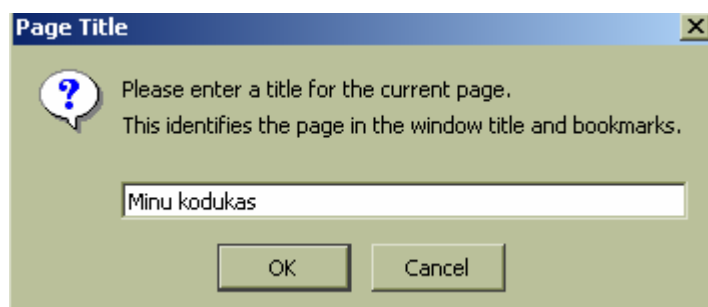 Page Title
Please enter a title for the current page.
This identifies the page in the window title and bookmarks.
Minu kodukas
OK
Cancel